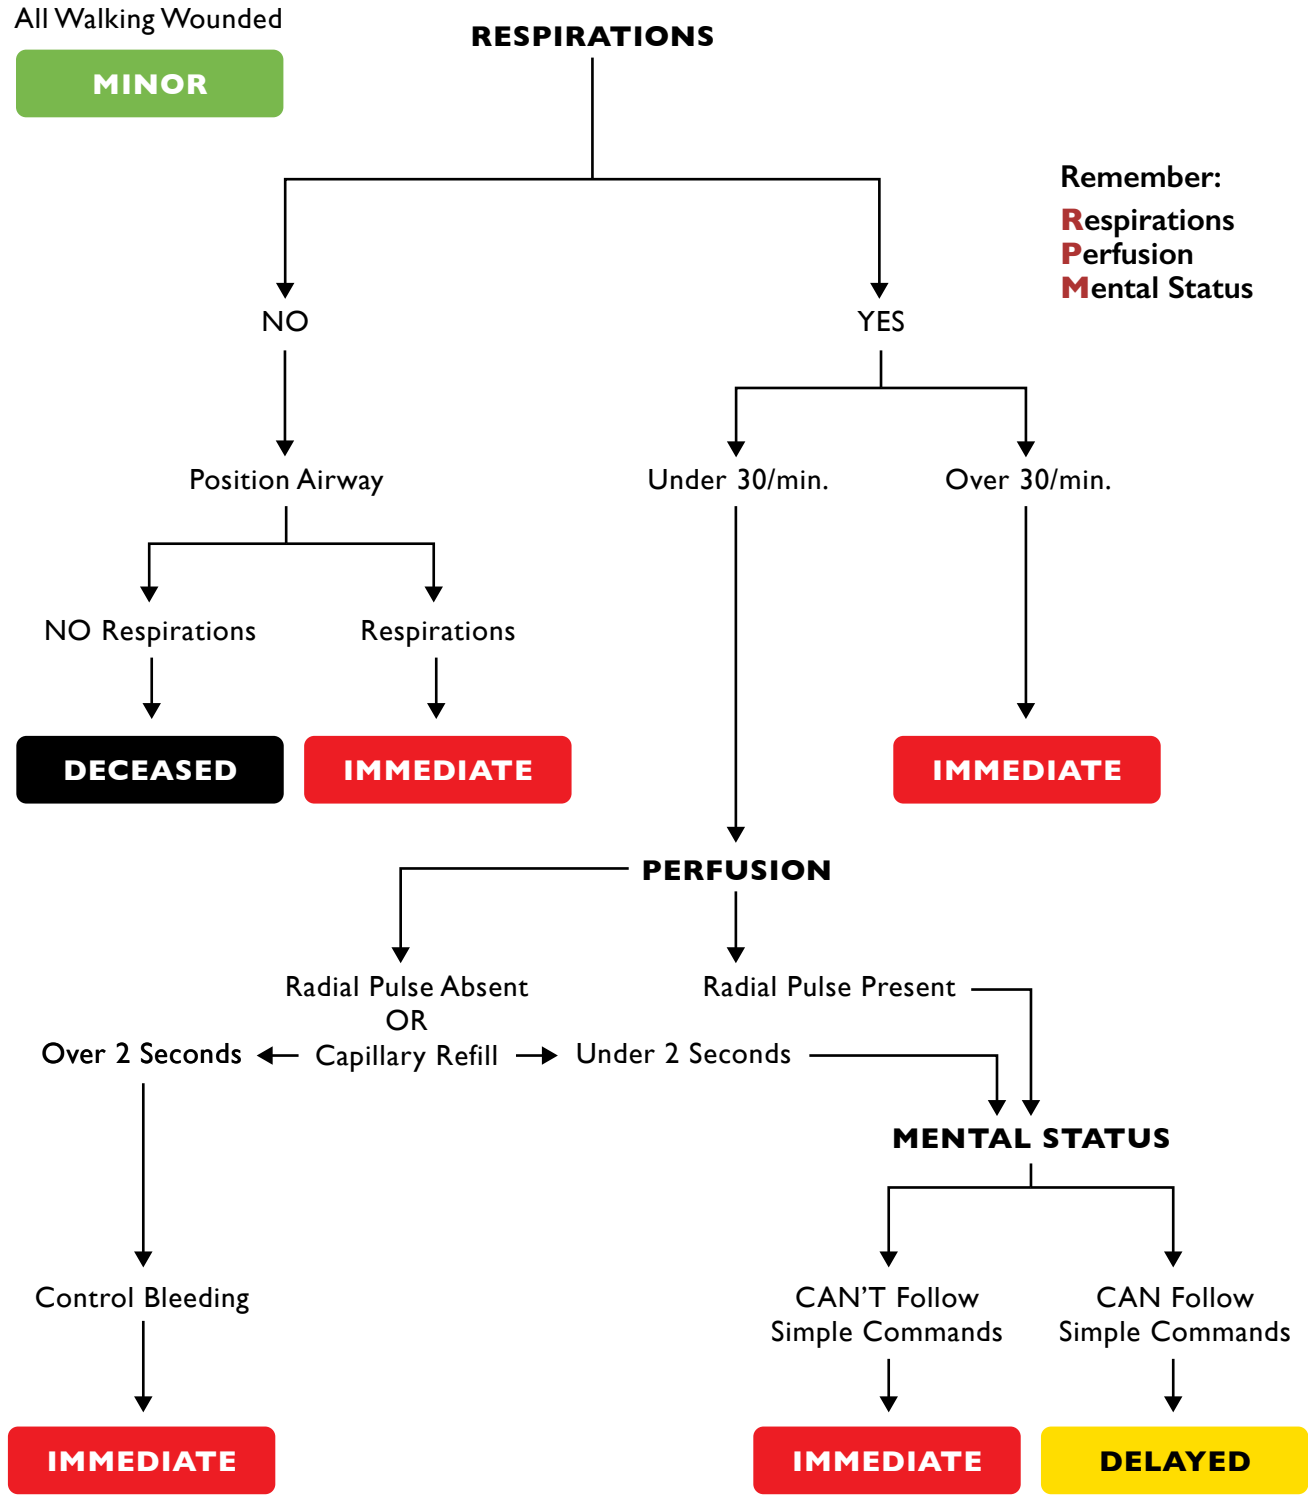 All Walking Wounded
MINOR
RESPIRATIONS
Remember:
Respirations
Perfusion
Mental Status
NO
YES
Position Airway
Under 30/min.
Over 30/min.
NO Respirations
Respirations
DECEASED
IMMEDIATE
IMMEDIATE
PERFUSION
Radial Pulse Absent
OR
Capillary Refill
Radial Pulse Present
Over 2 Seconds
Under 2 Seconds
MENTAL STATUS
Control Bleeding
CAN'T Follow
Simple Commands
CAN Follow
Simple Commands
IMMEDIATE
IMMEDIATE
DELAYED